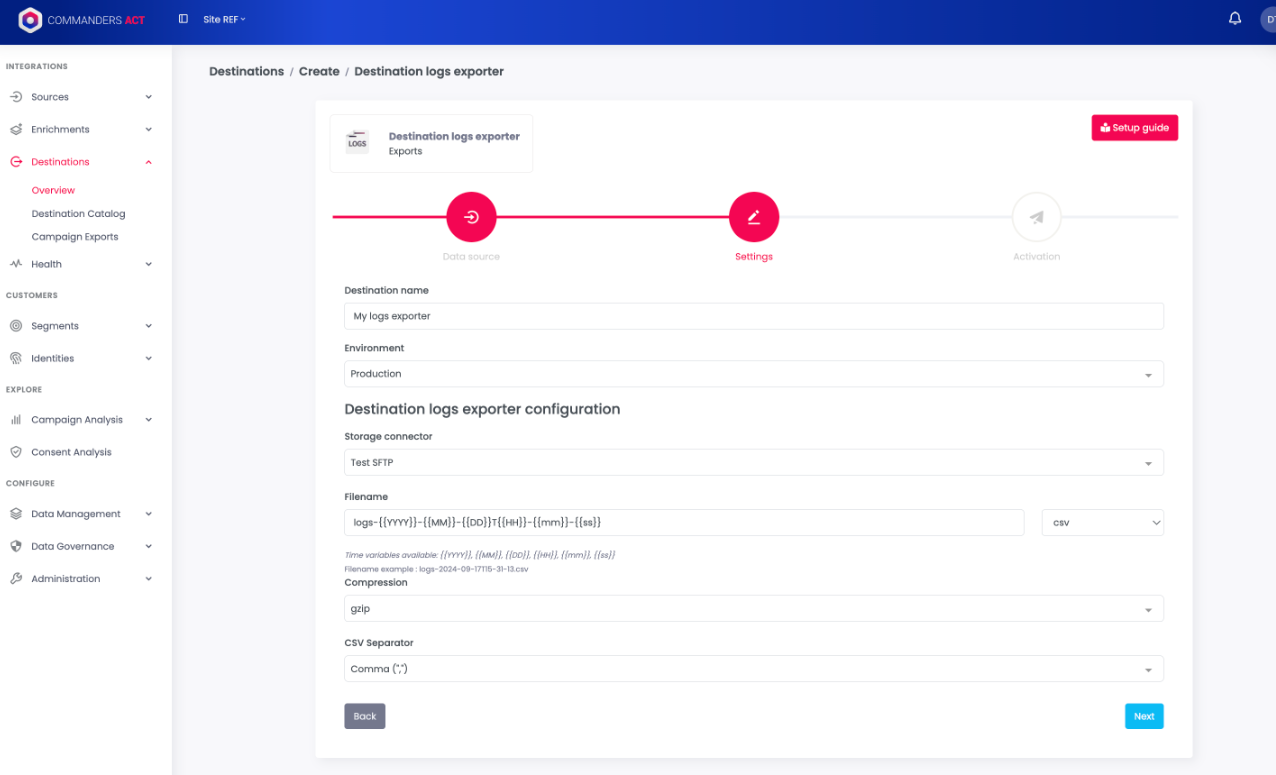 COMMANDERS ACT
Site REF
DT
INTEGRATIONS
Sources
Enrichments
Destinations
Overview
Destination Catalog
Campaign Exports
Health
CUSTOMERS
Segments
Identities
EXPLORE
Campaign Analysis
Consent Analysis
CONFIGURE
Data Management
Data Governance
Administration
Destinations / Create / Destination logs exporter
LOGS
Destination logs exporter
Exports
Setup guide
Data source
Settings
Activation
Destination name
My logs exporter
Environment
Production
Destination logs exporter configuration
Storage connector
Test SFTP
Filename
logs-{{YYYY}}-{{MM}}-{{DD}}T{{HH}}-{{mm}}-{{ss}}
csv
Time variables available: {{YYYY}}, {{MM}}, {{DD}}, {{HH}}, {{mm}}, {{ss}}
Filename example : logs-2024-09-17T15-31-13.csv
Compression
gzip
CSV Separator
Comma (",")
Back
Next